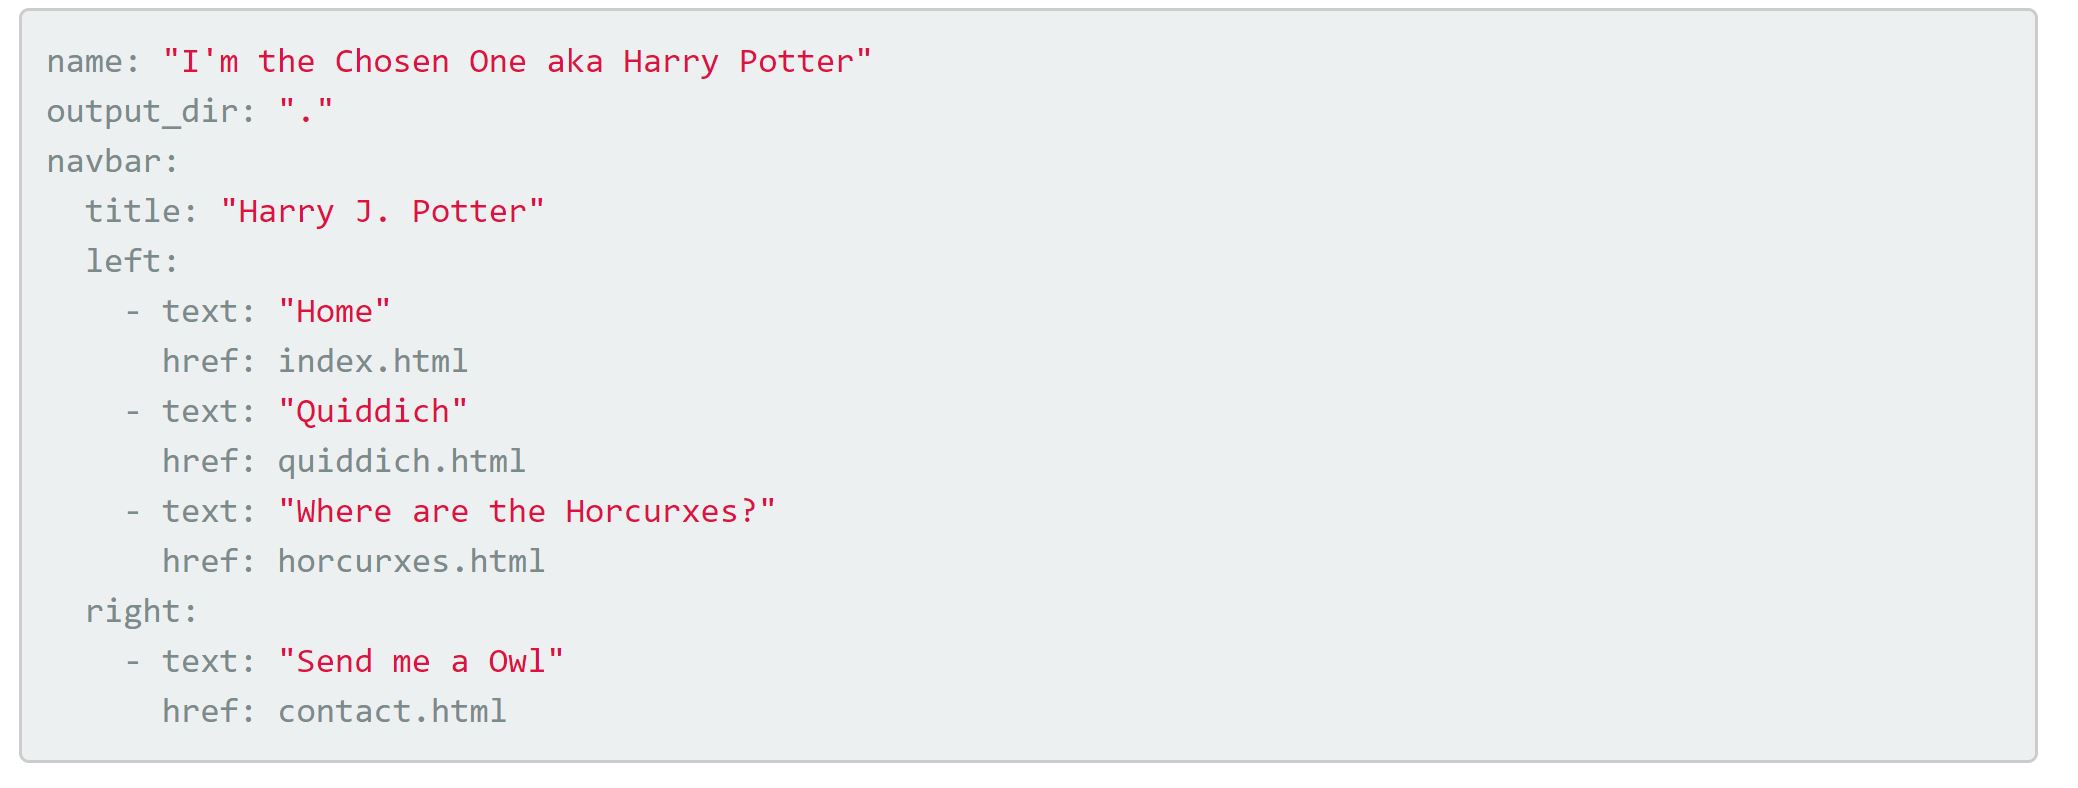 name: "I'm the Chosen One aka Harry Potter"
output_dir: "."
navbar:
  title: "Harry J. Potter"
  left:
    - text: "Home"
      href: index.html
    - text: "Quiddich"
      href: quiddich.html
    - text: "Where are the Horcurxes?"
      href: horcurxes.html
  right:
    - text: "Send me a Owl"
      href: contact.html